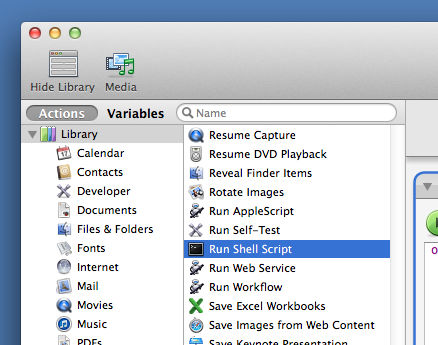 Hide Library
Media
Actions
Variables
Name
Library
Calendar
Contacts
Developer
Documents
Files & Folders
Fonts
Internet
Mail
Movies
Music
PDFs
Resume Capture
Resume DVD Playback
Reveal Finder Items
Rotate Images
Run AppleScript
Run Self-Test
Run Shell Script
Run Web Service
Run Workflow
Save Excel Workbooks
Save Images from Web Content
Save Keynote Presentation